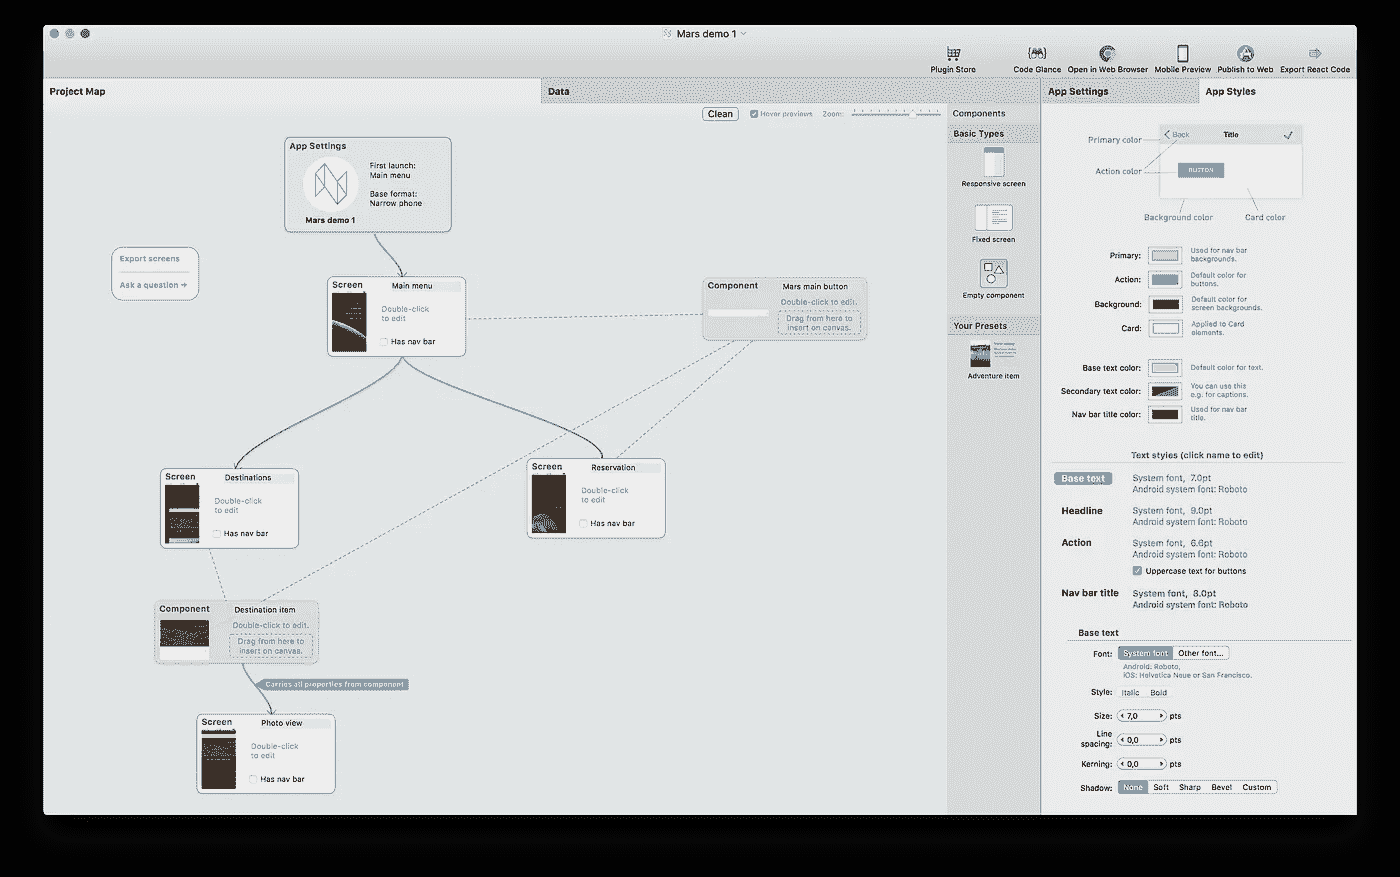 Mars demo 1
Plugin Store
Code Glance
Open in Web Browser
Mobile Preview
Publish to Web
Export React Code
Project Map
Data
App Settings
App Styles
Clean
Hover previews
Zoom:
Components
Basic Types
Responsive screen
Fixed screen
Empty component
Your Presets
Adventure item
App Settings
First launch:
Main menu
Base format:
Narrow phone
Mars demo 1
Export screens
Ask a question →
Screen
Main menu
Double-click
to edit
Has nav bar
Component
Mars main button
Double-click to edit.
Drag from here to
insert on canvas.
Screen
Destinations
Double-click
to edit
Has nav bar
Screen
Reservation
Double-click
to edit
Has nav bar
Component
Destination item
Double-click to edit.
Drag from here to
insert on canvas.
Carries all properties from component
Screen
Photo view
Double-click
to edit
Has nav bar
Primary color
Back
Title
Action color
BUTTON
Background color
Card color
Primary:
Used for nav bar
backgrounds.
Action:
Default color for
buttons.
Background:
Default color for
screen backgrounds.
Card:
Applied to Card
elements.
Base text color:
Default color for text.
Secondary text color:
You can use this
e.g. for captions.
Nav bar title color:
Used for nav bar
title.
Text styles (click name to edit)
Base text
System font, 7.0pt
Android system font: Roboto
Headline
System font, 9.0pt
Android system font: Roboto
Action
System font, 6.6pt
Android system font: Roboto
Uppercase text for buttons
Nav bar title
System font, 8.0pt
Android system font: Roboto
Base text
Font:
System font
Other font...
Android: Roboto,
iOS: Helvetica Neue or San Francisco.
Style:
Italic
Bold
Size:
7,0
pts
Line
spacing:
0,0
pts
Kerning:
0,0
pts
Shadow:
None
Soft
Sharp
Bevel
Custom